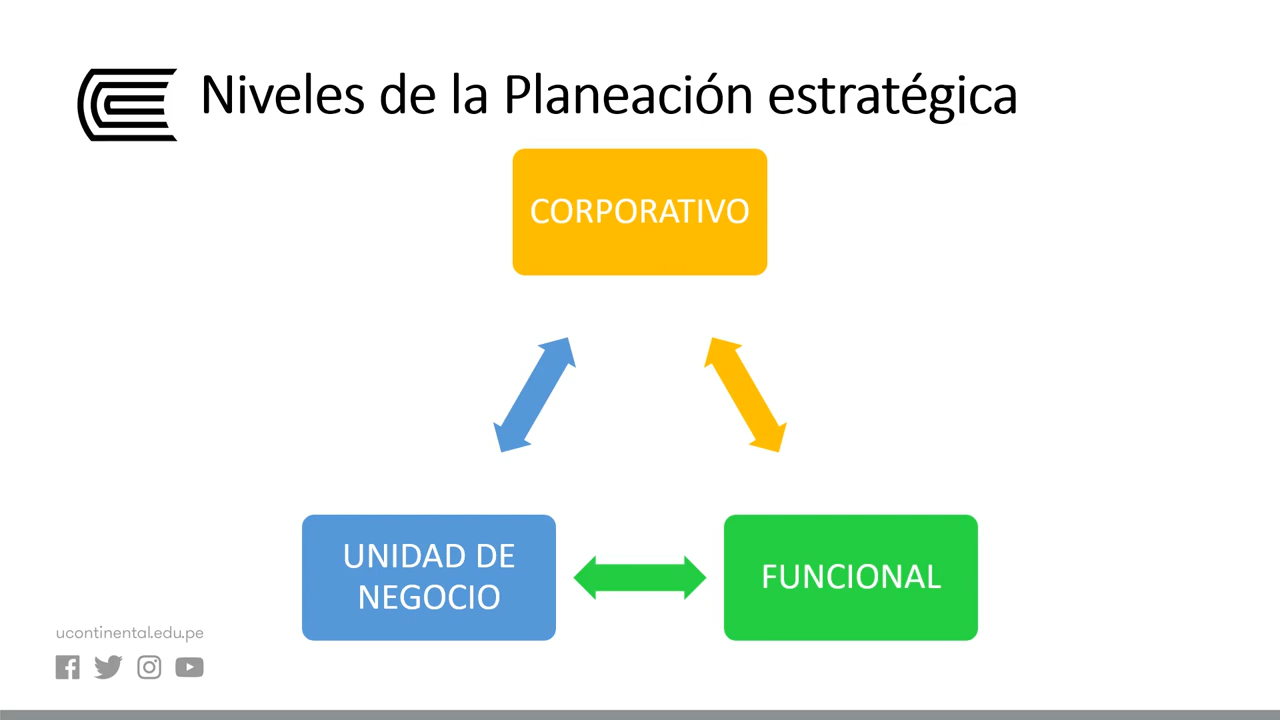 Niveles de la Planeación estratégica
CORPORATIVO
UNIDAD DE
NEGOCIO
FUNCIONAL
ucontinental.edu.pe